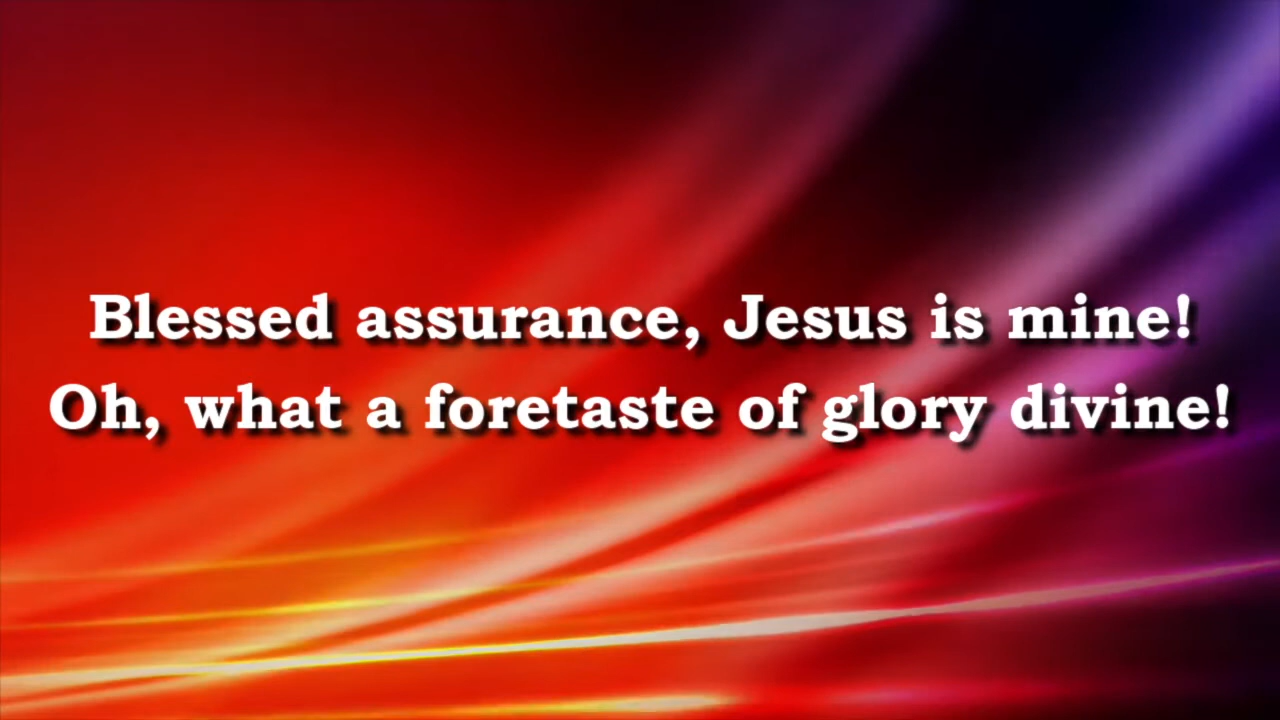 Blessed assurance, Jesus is mine!
Oh, what a foretaste of glory divine!